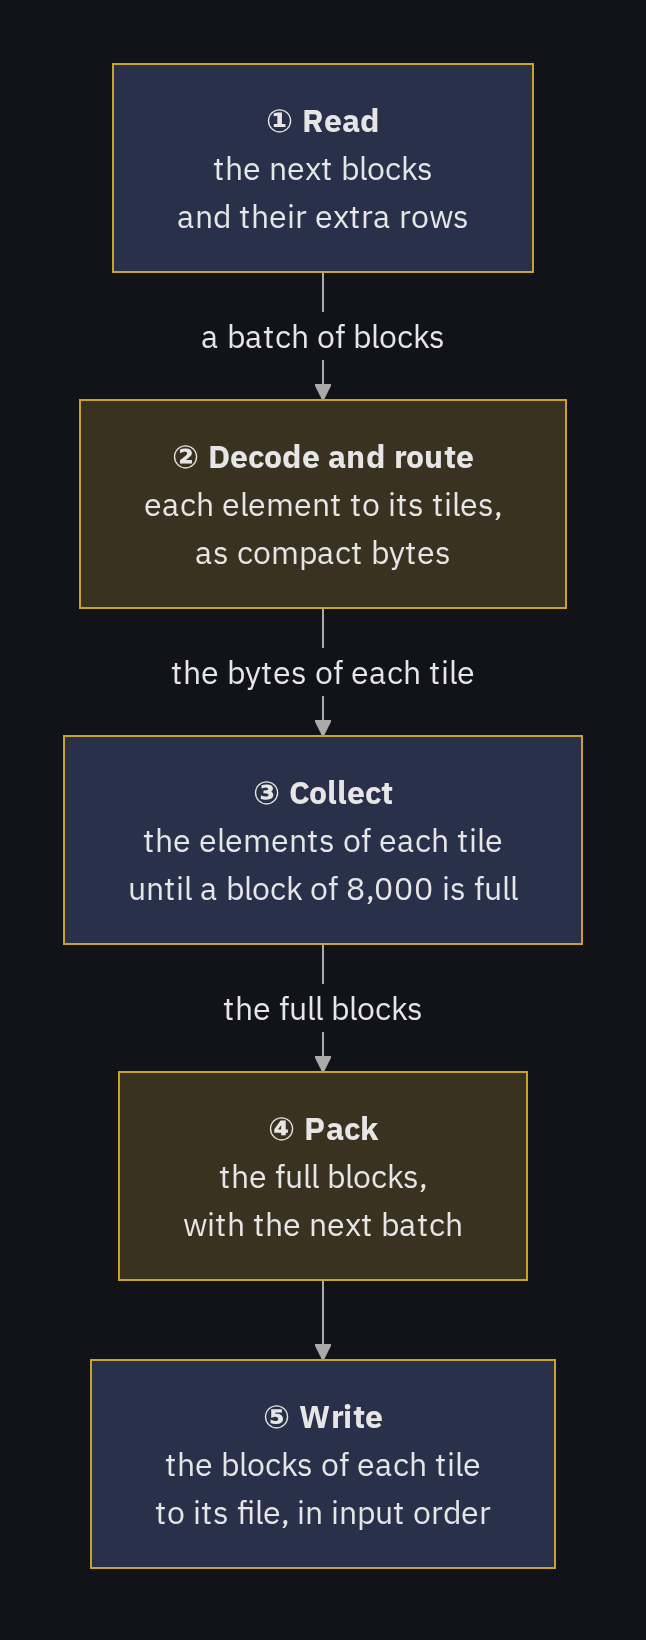 ① Read
the next blocks
and their extra rows
a batch of blocks
② Decode and route
each element to its tiles,
as compact bytes
the bytes of each tile
③ Collect
the elements of each tile
until a block of 8,000 is full
the full blocks
④ Pack
the full blocks,
with the next batch
⑤ Write
the blocks of each tile
to its file, in input order